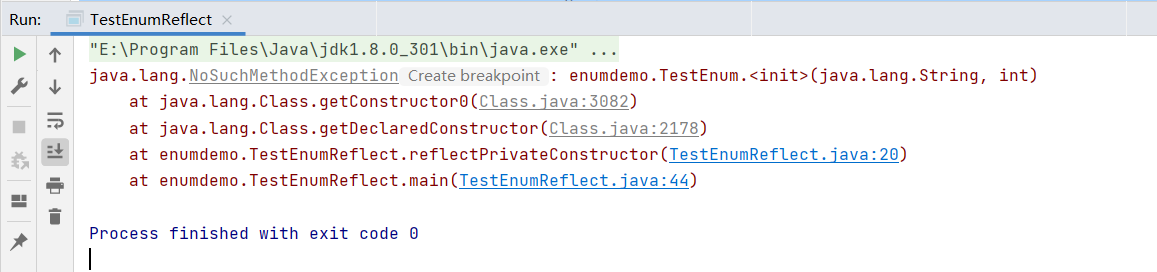 Run: TestEnumReflect ×
"E:\Program Files\Java\jdk1.8.0_301\bin\java.exe" ...
java.lang.NoSuchMethodException Create breakpoint : enumdemo.TestEnum.<init>(java.lang.String, int)
    at java.lang.Class.getConstructor0(Class.java:3082)
    at java.lang.Class.getDeclaredConstructor(Class.java:2178)
    at enumdemo.TestEnumReflect.reflectPrivateConstructor(TestEnumReflect.java:20)
    at enumdemo.TestEnumReflect.main(TestEnumReflect.java:44)
Process finished with exit code 0